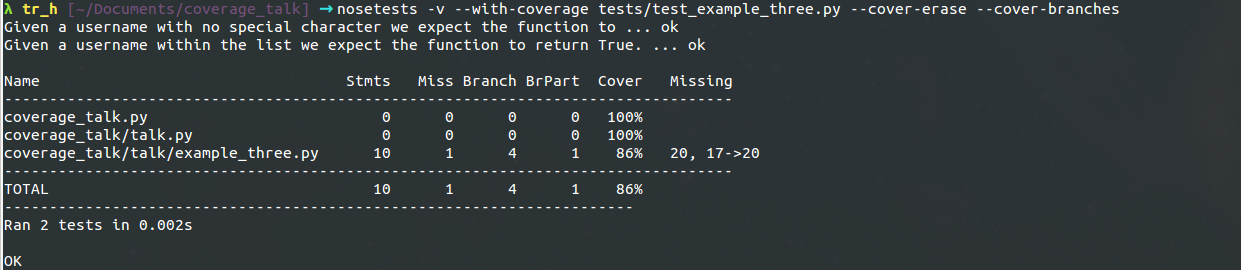 λ tr_h [~/Documents/coverage_talk] → nosetests -v --with-coverage tests/test_example_three.py --cover-erase --cover-branches
Given a username with no special character we expect the function to ... ok
Given a username within the list we expect the function to return True. ... ok
Name                                  Stmts   Miss Branch BrPart  Cover   Missing
---------------------------------------------------------------------------------
coverage_talk.py                          0      0      0      0   100%
coverage_talk/talk.py                     0      0      0      0   100%
coverage_talk/talk/example_three.py      10      1      4      1    86%   20, 17->20
---------------------------------------------------------------------------------
TOTAL                                    10      1      4      1    86%
----------------------------------------------------------------------
Ran 2 tests in 0.002s
OK